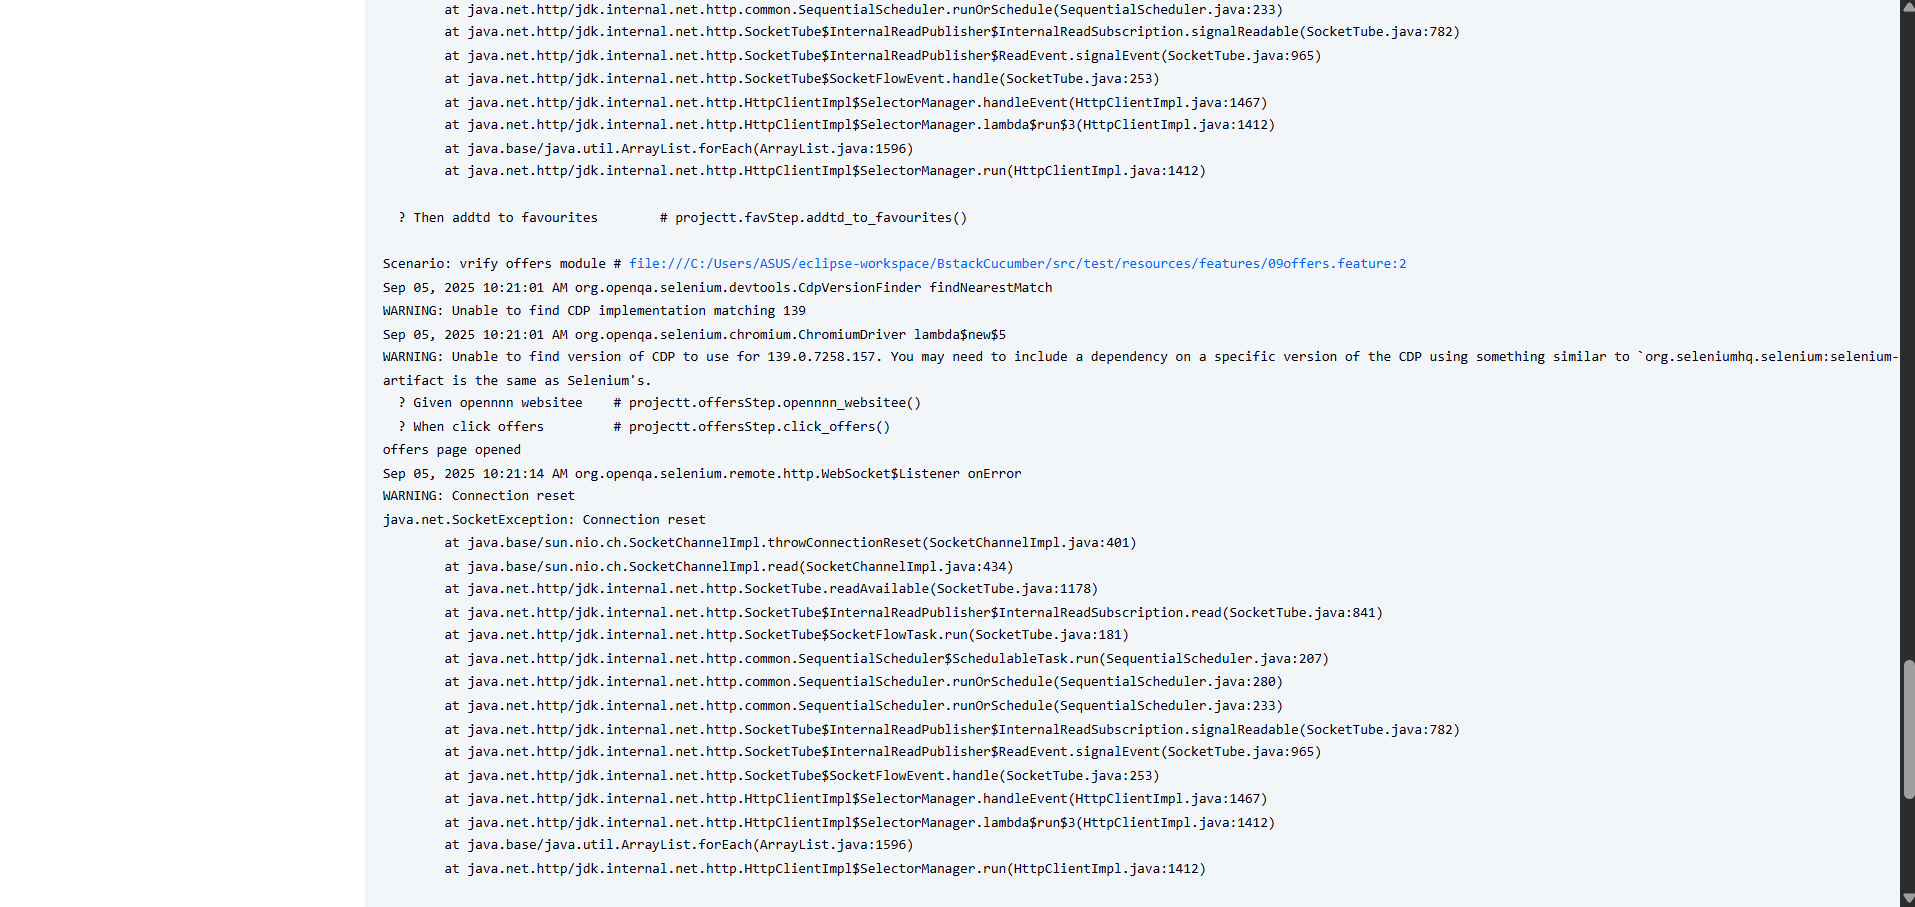 at java.net.http/jdk.internal.net.http.common.SequentialScheduler.runOrSchedule(SequentialScheduler.java:233)
at java.net.http/jdk.internal.net.http.SocketTube$InternalReadPublisher$InternalReadSubscription.signalReadable(SocketTube.java:782)
at java.net.http/jdk.internal.net.http.SocketTube$InternalReadPublisher$ReadEvent.signalEvent(SocketTube.java:965)
at java.net.http/jdk.internal.net.http.SocketTube$SocketFlowEvent.handle(SocketTube.java:253)
at java.net.http/jdk.internal.net.http.HttpClientImpl$SelectorManager.handleEvent(HttpClientImpl.java:1467)
at java.net.http/jdk.internal.net.http.HttpClientImpl$SelectorManager.lambda$run$3(HttpClientImpl.java:1412)
at java.base/java.util.ArrayList.forEach(ArrayList.java:1596)
at java.net.http/jdk.internal.net.http.HttpClientImpl$SelectorManager.run(HttpClientImpl.java:1412)
? Then addtd to favourites # projectt.favStep.addtd_to_favourites()
Scenario: vrify offers module # file:///C:/Users/ASUS/eclipse-workspace/BstackCucumber/src/test/resources/features/09offers.feature:2
Sep 05, 2025 10:21:01 AM org.openqa.selenium.devtools.CdpVersionFinder findNearestMatch
WARNING: Unable to find CDP implementation matching 139
Sep 05, 2025 10:21:01 AM org.openqa.selenium.chromium.ChromiumDriver lambda$new$5
WARNING: Unable to find version of CDP to use for 139.0.7258.157. You may need to include a dependency on a specific version of the CDP using something similar to `org.seleniumhq.selenium:selenium-
artifact is the same as Selenium's.
? Given opennnn websitee # projectt.offersStep.opennnn_websitee()
? When click offers # projectt.offersStep.click_offers()
offers page opened
Sep 05, 2025 10:21:14 AM org.openqa.selenium.remote.http.WebSocket$Listener onError
WARNING: Connection reset
java.net.SocketException: Connection reset
at java.base/sun.nio.ch.SocketChannelImpl.throwConnectionReset(SocketChannelImpl.java:401)
at java.base/sun.nio.ch.SocketChannelImpl.read(SocketChannelImpl.java:434)
at java.net.http/jdk.internal.net.http.SocketTube.readAvailable(SocketTube.java:1178)
at java.net.http/jdk.internal.net.http.SocketTube$InternalReadPublisher$InternalReadSubscription.read(SocketTube.java:841)
at java.net.http/jdk.internal.net.http.SocketTube$SocketFlowTask.run(SocketTube.java:181)
at java.net.http/jdk.internal.net.http.common.SequentialScheduler$SchedulableTask.run(SequentialScheduler.java:207)
at java.net.http/jdk.internal.net.http.common.SequentialScheduler.runOrSchedule(SequentialScheduler.java:280)
at java.net.http/jdk.internal.net.http.common.SequentialScheduler.runOrSchedule(SequentialScheduler.java:233)
at java.net.http/jdk.internal.net.http.SocketTube$InternalReadPublisher$InternalReadSubscription.signalReadable(SocketTube.java:782)
at java.net.http/jdk.internal.net.http.SocketTube$InternalReadPublisher$ReadEvent.signalEvent(SocketTube.java:965)
at java.net.http/jdk.internal.net.http.SocketTube$SocketFlowEvent.handle(SocketTube.java:253)
at java.net.http/jdk.internal.net.http.HttpClientImpl$SelectorManager.handleEvent(HttpClientImpl.java:1467)
at java.net.http/jdk.internal.net.http.HttpClientImpl$SelectorManager.lambda$run$3(HttpClientImpl.java:1412)
at java.base/java.util.ArrayList.forEach(ArrayList.java:1596)
at java.net.http/jdk.internal.net.http.HttpClientImpl$SelectorManager.run(HttpClientImpl.java:1412)